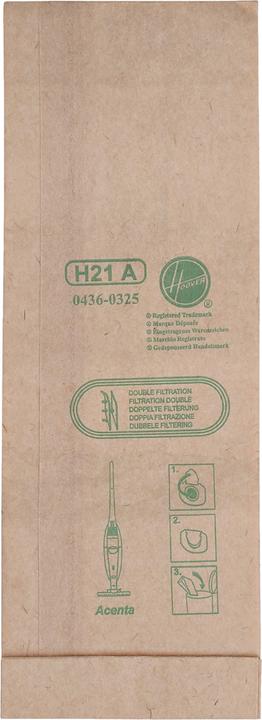 H21 A
0436-0325
HOOVER
®
® Registered Trademark
® Marque Déposée
® Eingetragenes Warenzeichen
® Marchio Registrato
® Gedeponeerd Handelsmerk
DOUBLE FILTRATION
FILTRATION DOUBLÉ
DOPPELTE FILTERUNG
DOPPIA FILTRAZIONE
DUBBELE FILTERING
1.
2.
3.
Acenta